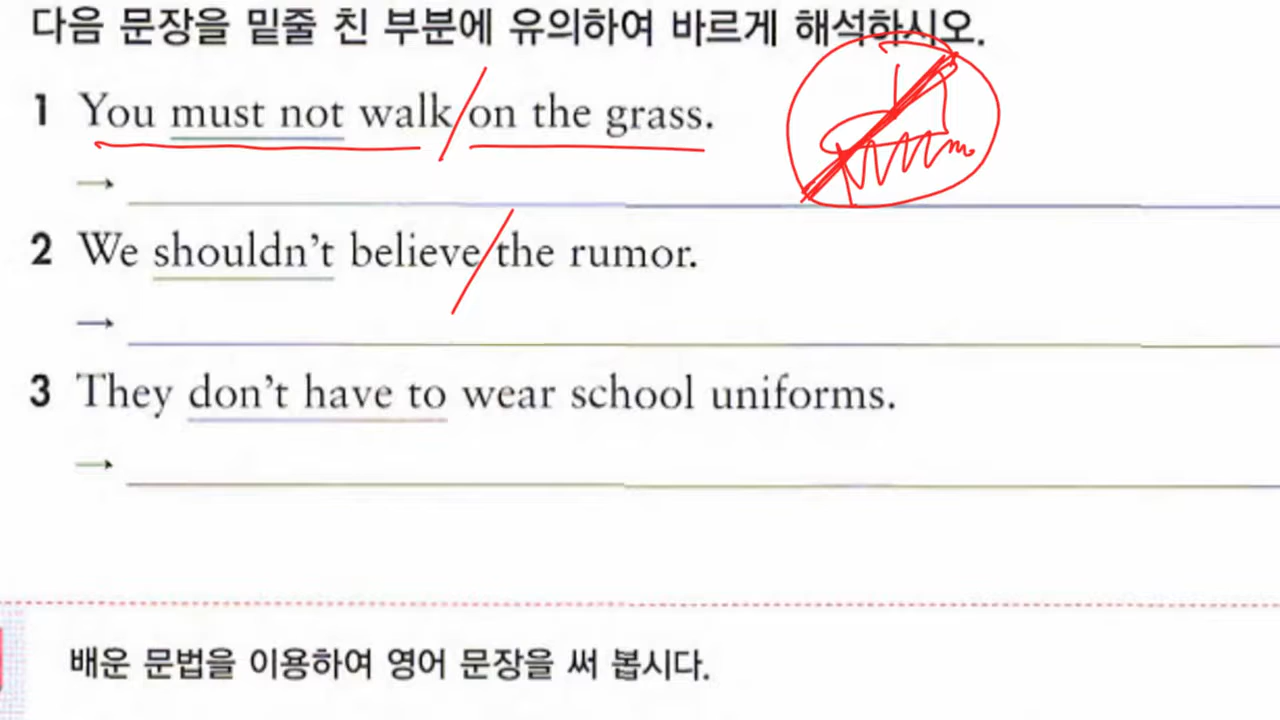 다음 문장을 밑줄 친 부분에 유의하여 바르게 해석하시오.
1 You must not walk on the grass.
→
2 We shouldn't believe the rumor.
→
3 They don't have to wear school uniforms.
→
배운 문법을 이용하여 영어 문장을 써 봅시다.